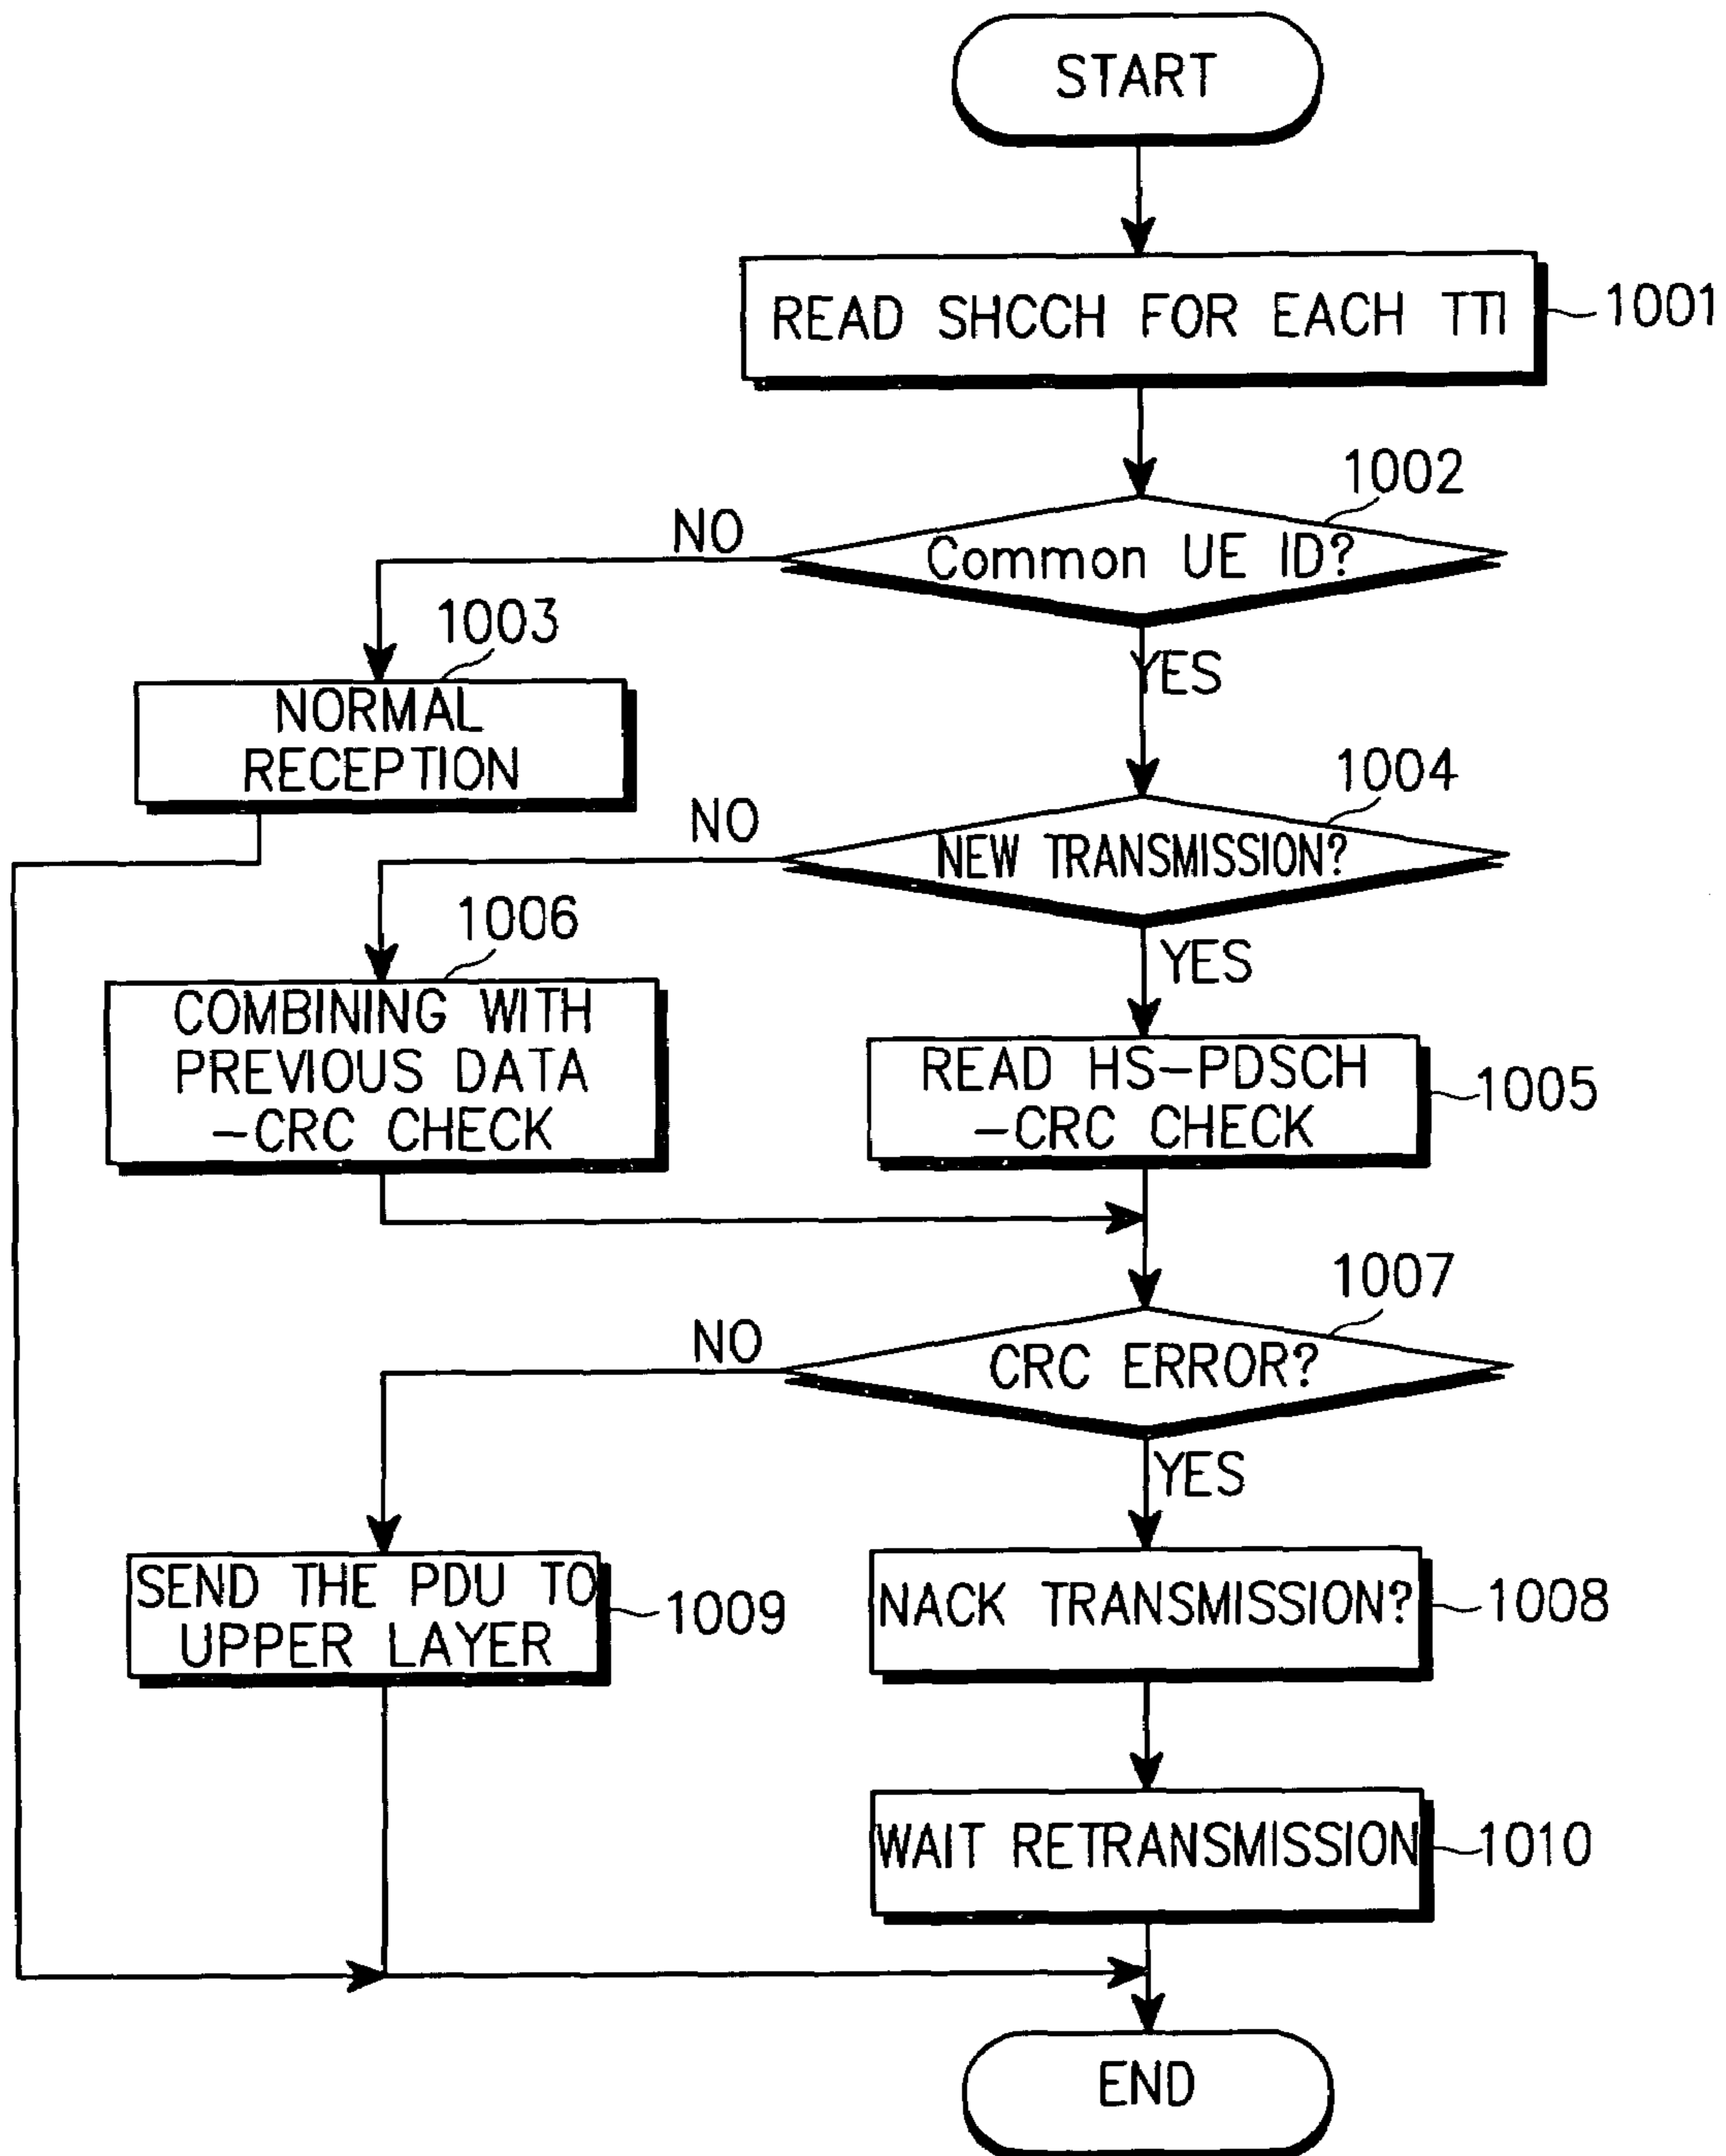 START
READ SHCCH FOR EACH TTI
1001
1002
Common UE ID?
NO
YES
1003
NORMAL
RECEPTION
1004
NEW TRANSMISSION?
NO
YES
1006
COMBINING WITH
PREVIOUS DATA
-CRC CHECK
READ HS-PDSCH
-CRC CHECK
1005
1007
CRC ERROR?
NO
YES
SEND THE PDU TO
UPPER LAYER
1009
NACK TRANSMISSION?
1008
WAIT RETRANSMISSION
1010
END